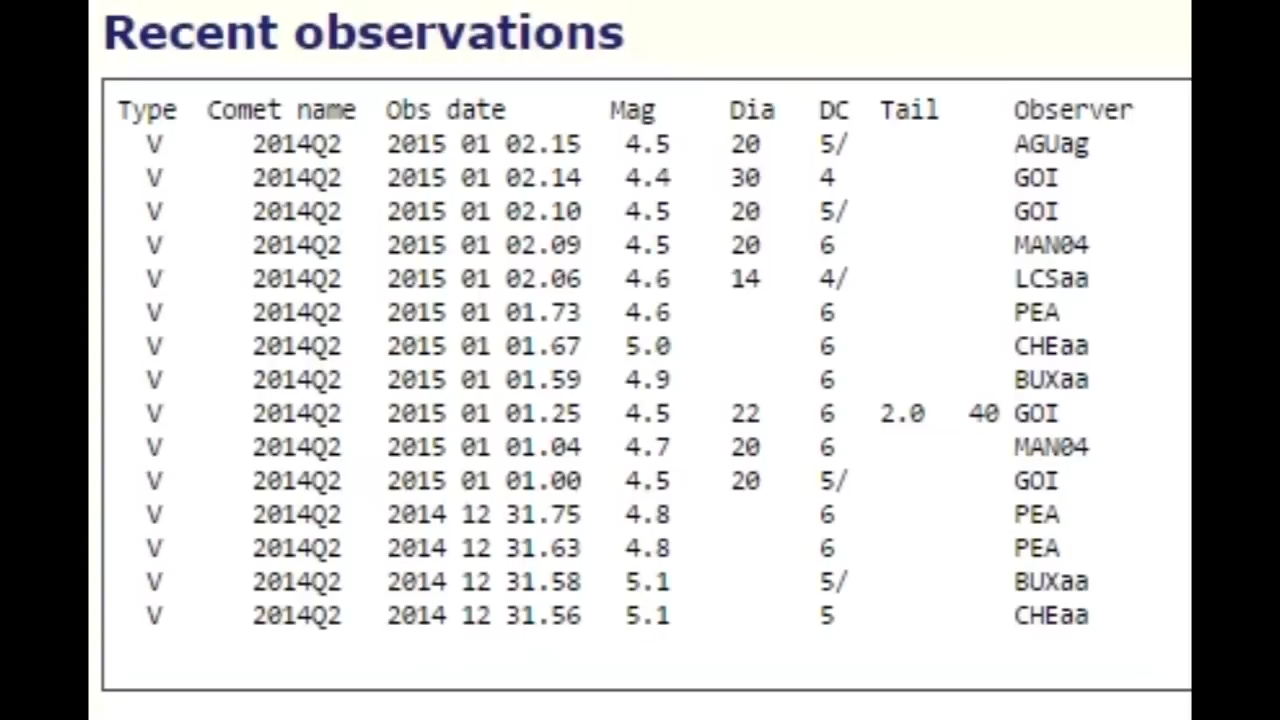 Recent observations
Type Comet name Obs date Mag Dia DC Tail Observer
V 2014Q2 2015 01 02.15 4.5 20 5/ AGUag
V 2014Q2 2015 01 02.14 4.4 30 4 GOI
V 2014Q2 2015 01 02.10 4.5 20 5/ GOI
V 2014Q2 2015 01 02.09 4.5 20 6 MAN04
V 2014Q2 2015 01 02.06 4.6 14 4/ LCSaa
V 2014Q2 2015 01 01.73 4.6 6 PEA
V 2014Q2 2015 01 01.67 5.0 6 CHEaa
V 2014Q2 2015 01 01.59 4.9 6 BUXaa
V 2014Q2 2015 01 01.25 4.5 22 6 2.0 40 GOI
V 2014Q2 2015 01 01.04 4.7 20 6 MAN04
V 2014Q2 2015 01 01.00 4.5 20 5/ GOI
V 2014Q2 2014 12 31.75 4.8 6 PEA
V 2014Q2 2014 12 31.63 4.8 6 PEA
V 2014Q2 2014 12 31.58 5.1 5/ BUXaa
V 2014Q2 2014 12 31.56 5.1 5 CHEaa